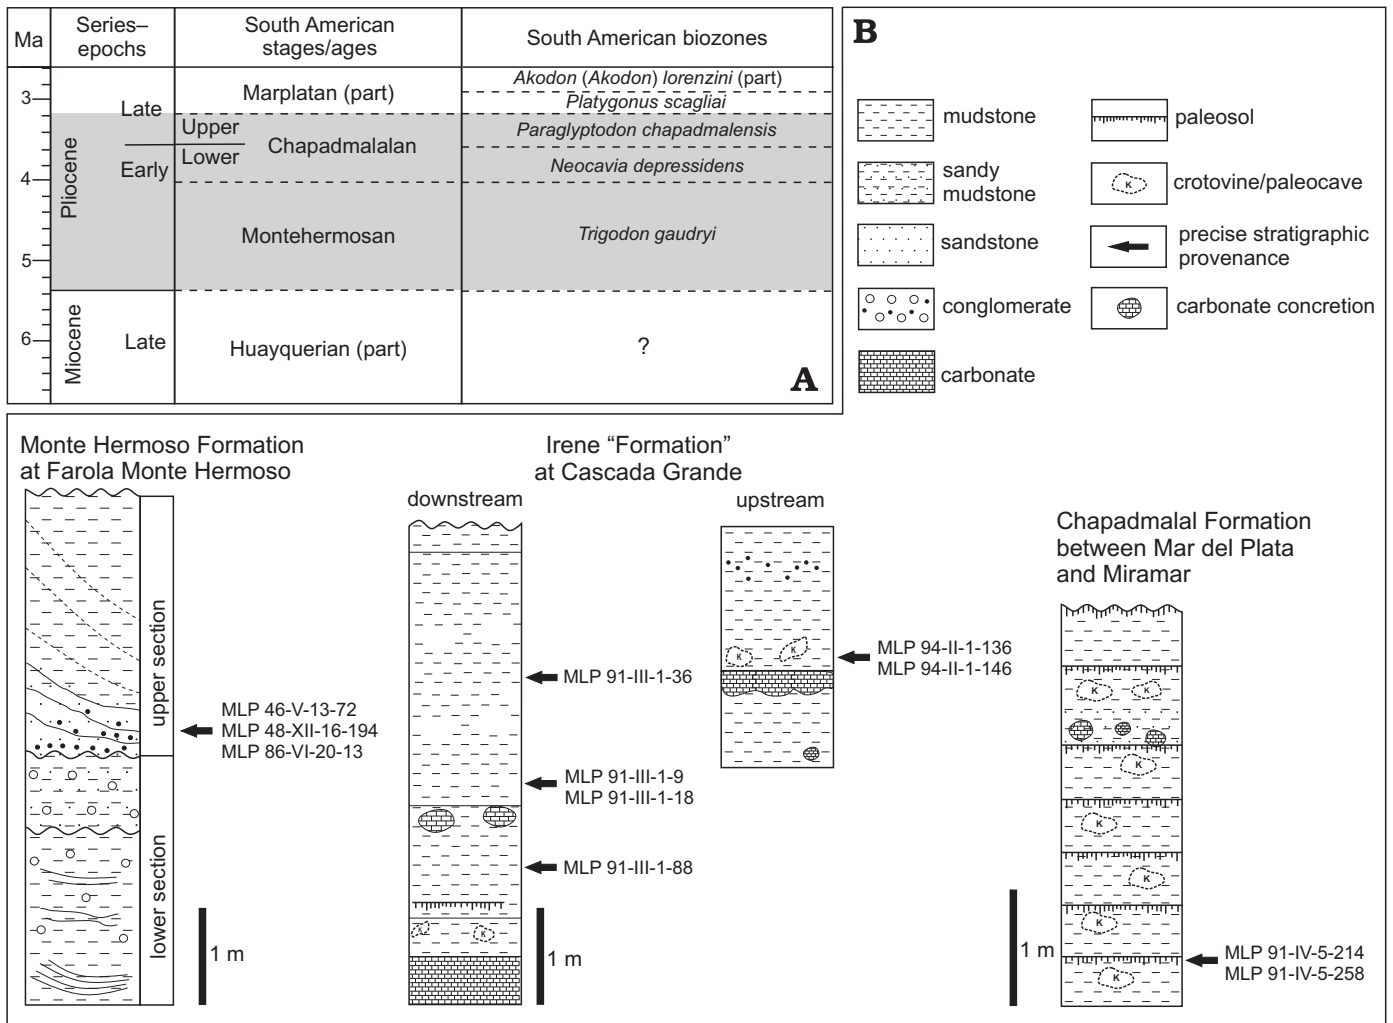 Ma
Series–
epochs
South American
stages/ages
South American biozones
3
4
5
6
Pliocene
Miocene
Late
Early
Late
Upper
Lower
Marplatan (part)
Chapadmalalan
Montehermosan
Huayquerian (part)
Akodon (Akodon) lorenzini (part)
Platygonus scagliai
Paraglyptodon chapadmalensis
Neocavia depressidens
Trigodon gaudryi
?
A
B
mudstone
sandy
mudstone
sandstone
conglomerate
carbonate
paleosol
K
crotovine/paleocave
precise stratigraphic
provenance
carbonate concretion
Monte Hermoso Formation
at Farola Monte Hermoso
upper section
lower section
MLP 46-V-13-72
MLP 48-XII-16-194
MLP 86-VI-20-13
1 m
Irene “Formation”
at Cascada Grande
downstream
MLP 91-III-1-36
MLP 91-III-1-9
MLP 91-III-1-18
MLP 91-III-1-88
K
K
1 m
upstream
K
K
MLP 94-II-1-136
MLP 94-II-1-146
Chapadmalal Formation
between Mar del Plata
and Miramar
K
K
K
K
K
K
K
1 m
MLP 91-IV-5-214
MLP 91-IV-5-258